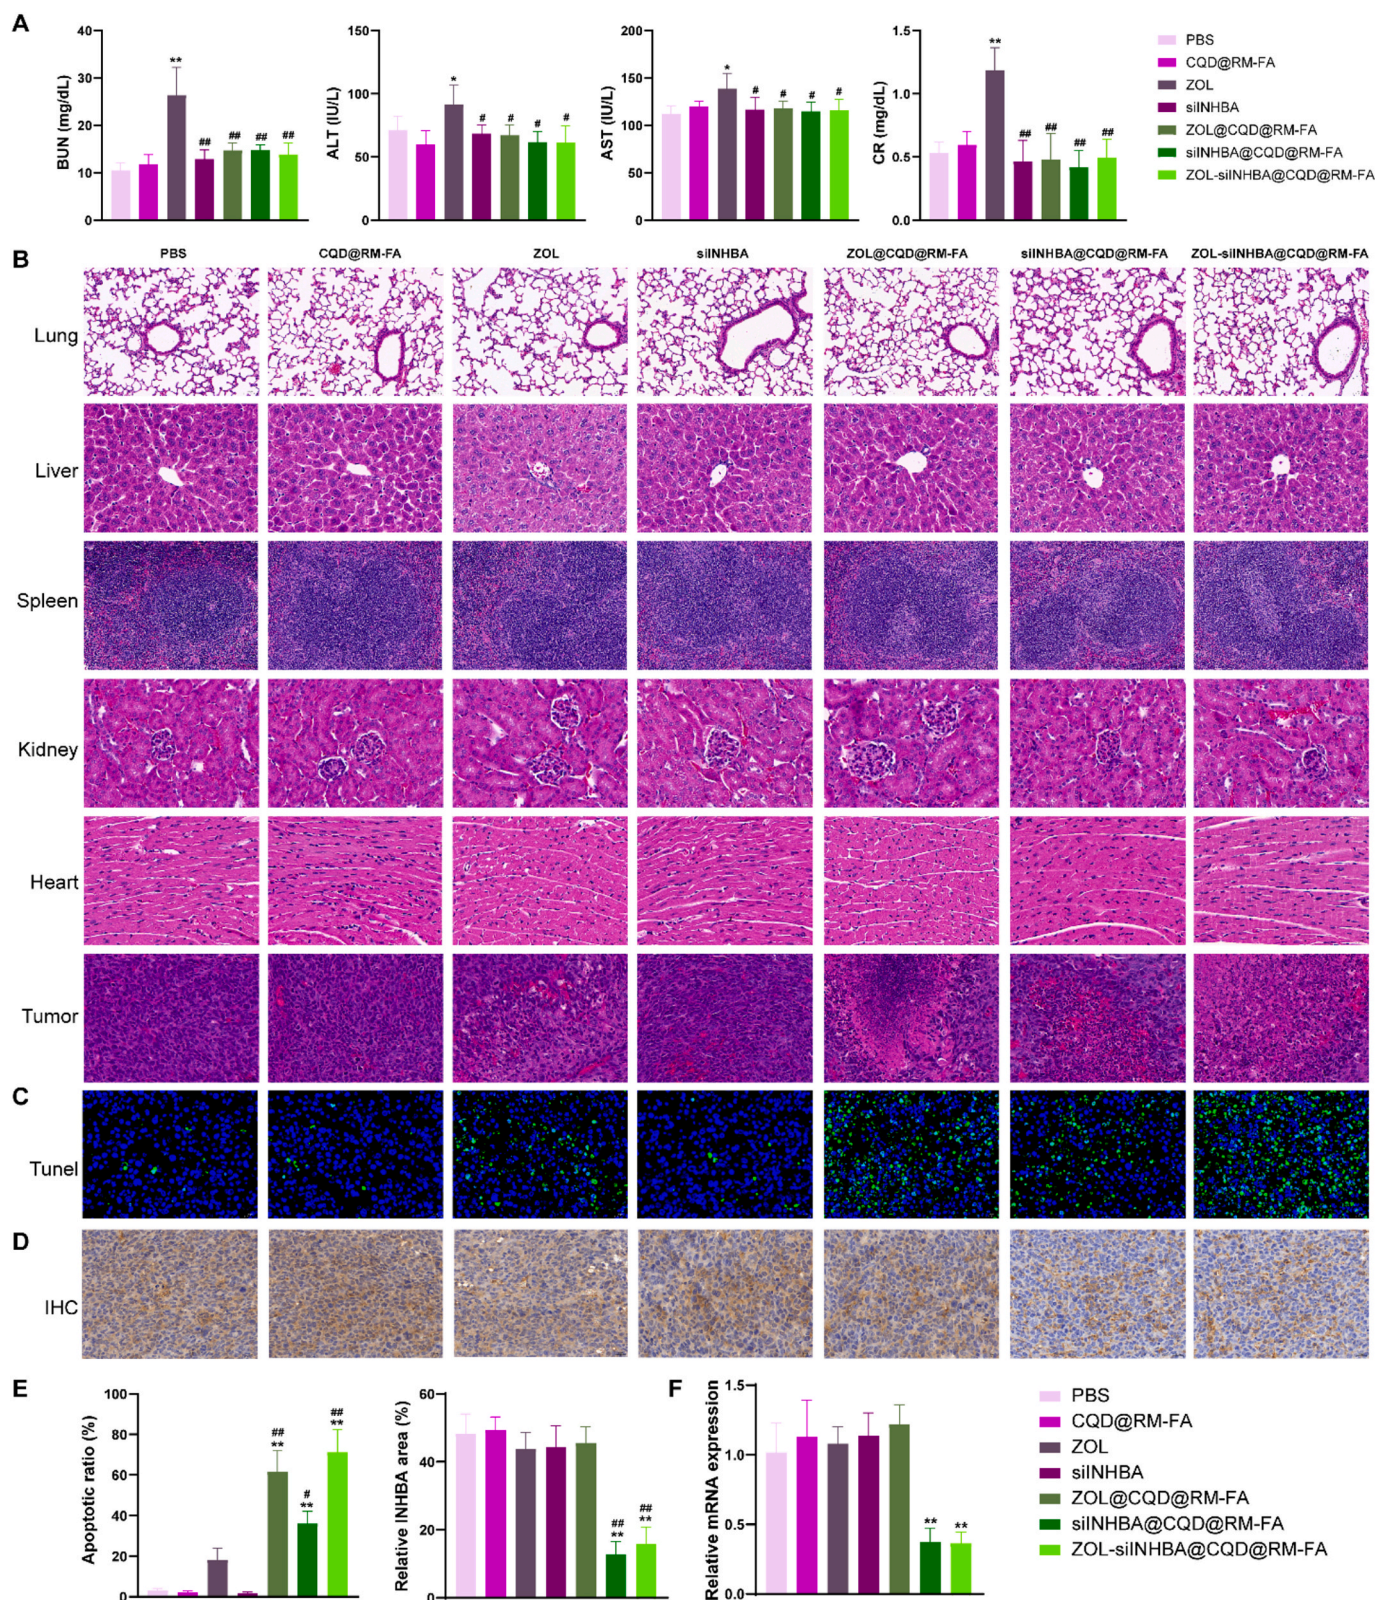 A
BUN (mg/dL)
40
30
20
10
0
**
##
##
##
##
ALT (IU/L)
150
100
50
0
*
#
#
#
#
AST (IU/L)
200
150
100
50
0
*
#
#
#
#
CR (mg/dL)
1.5
1.0
0.5
0.0
**
##
##
##
##
PBS
CQD@RM-FA
ZOL
siINHBA
ZOL@CQD@RM-FA
siINHBA@CQD@RM-FA
ZOL-siINHBA@CQD@RM-FA
B
PBS CQD@RM-FA ZOL siINHBA ZOL@CQD@RM-FA siINHBA@CQD@RM-FA ZOL-siINHBA@CQD@RM-FA
Lung
Liver
Spleen
Kidney
Heart
Tumor
C
Tunel
D
IHC
E
Apoptotic ratio (%)
100
80
60
40
20
0
##
**
#
**
##
**
Relative INHBA area (%)
60
40
20
0
##
**
##
**
F
Relative mRNA expression
1.5
1.0
0.5
0.0
**
**
PBS
CQD@RM-FA
ZOL
siINHBA
ZOL@CQD@RM-FA
siINHBA@CQD@RM-FA
ZOL-siINHBA@CQD@RM-FA